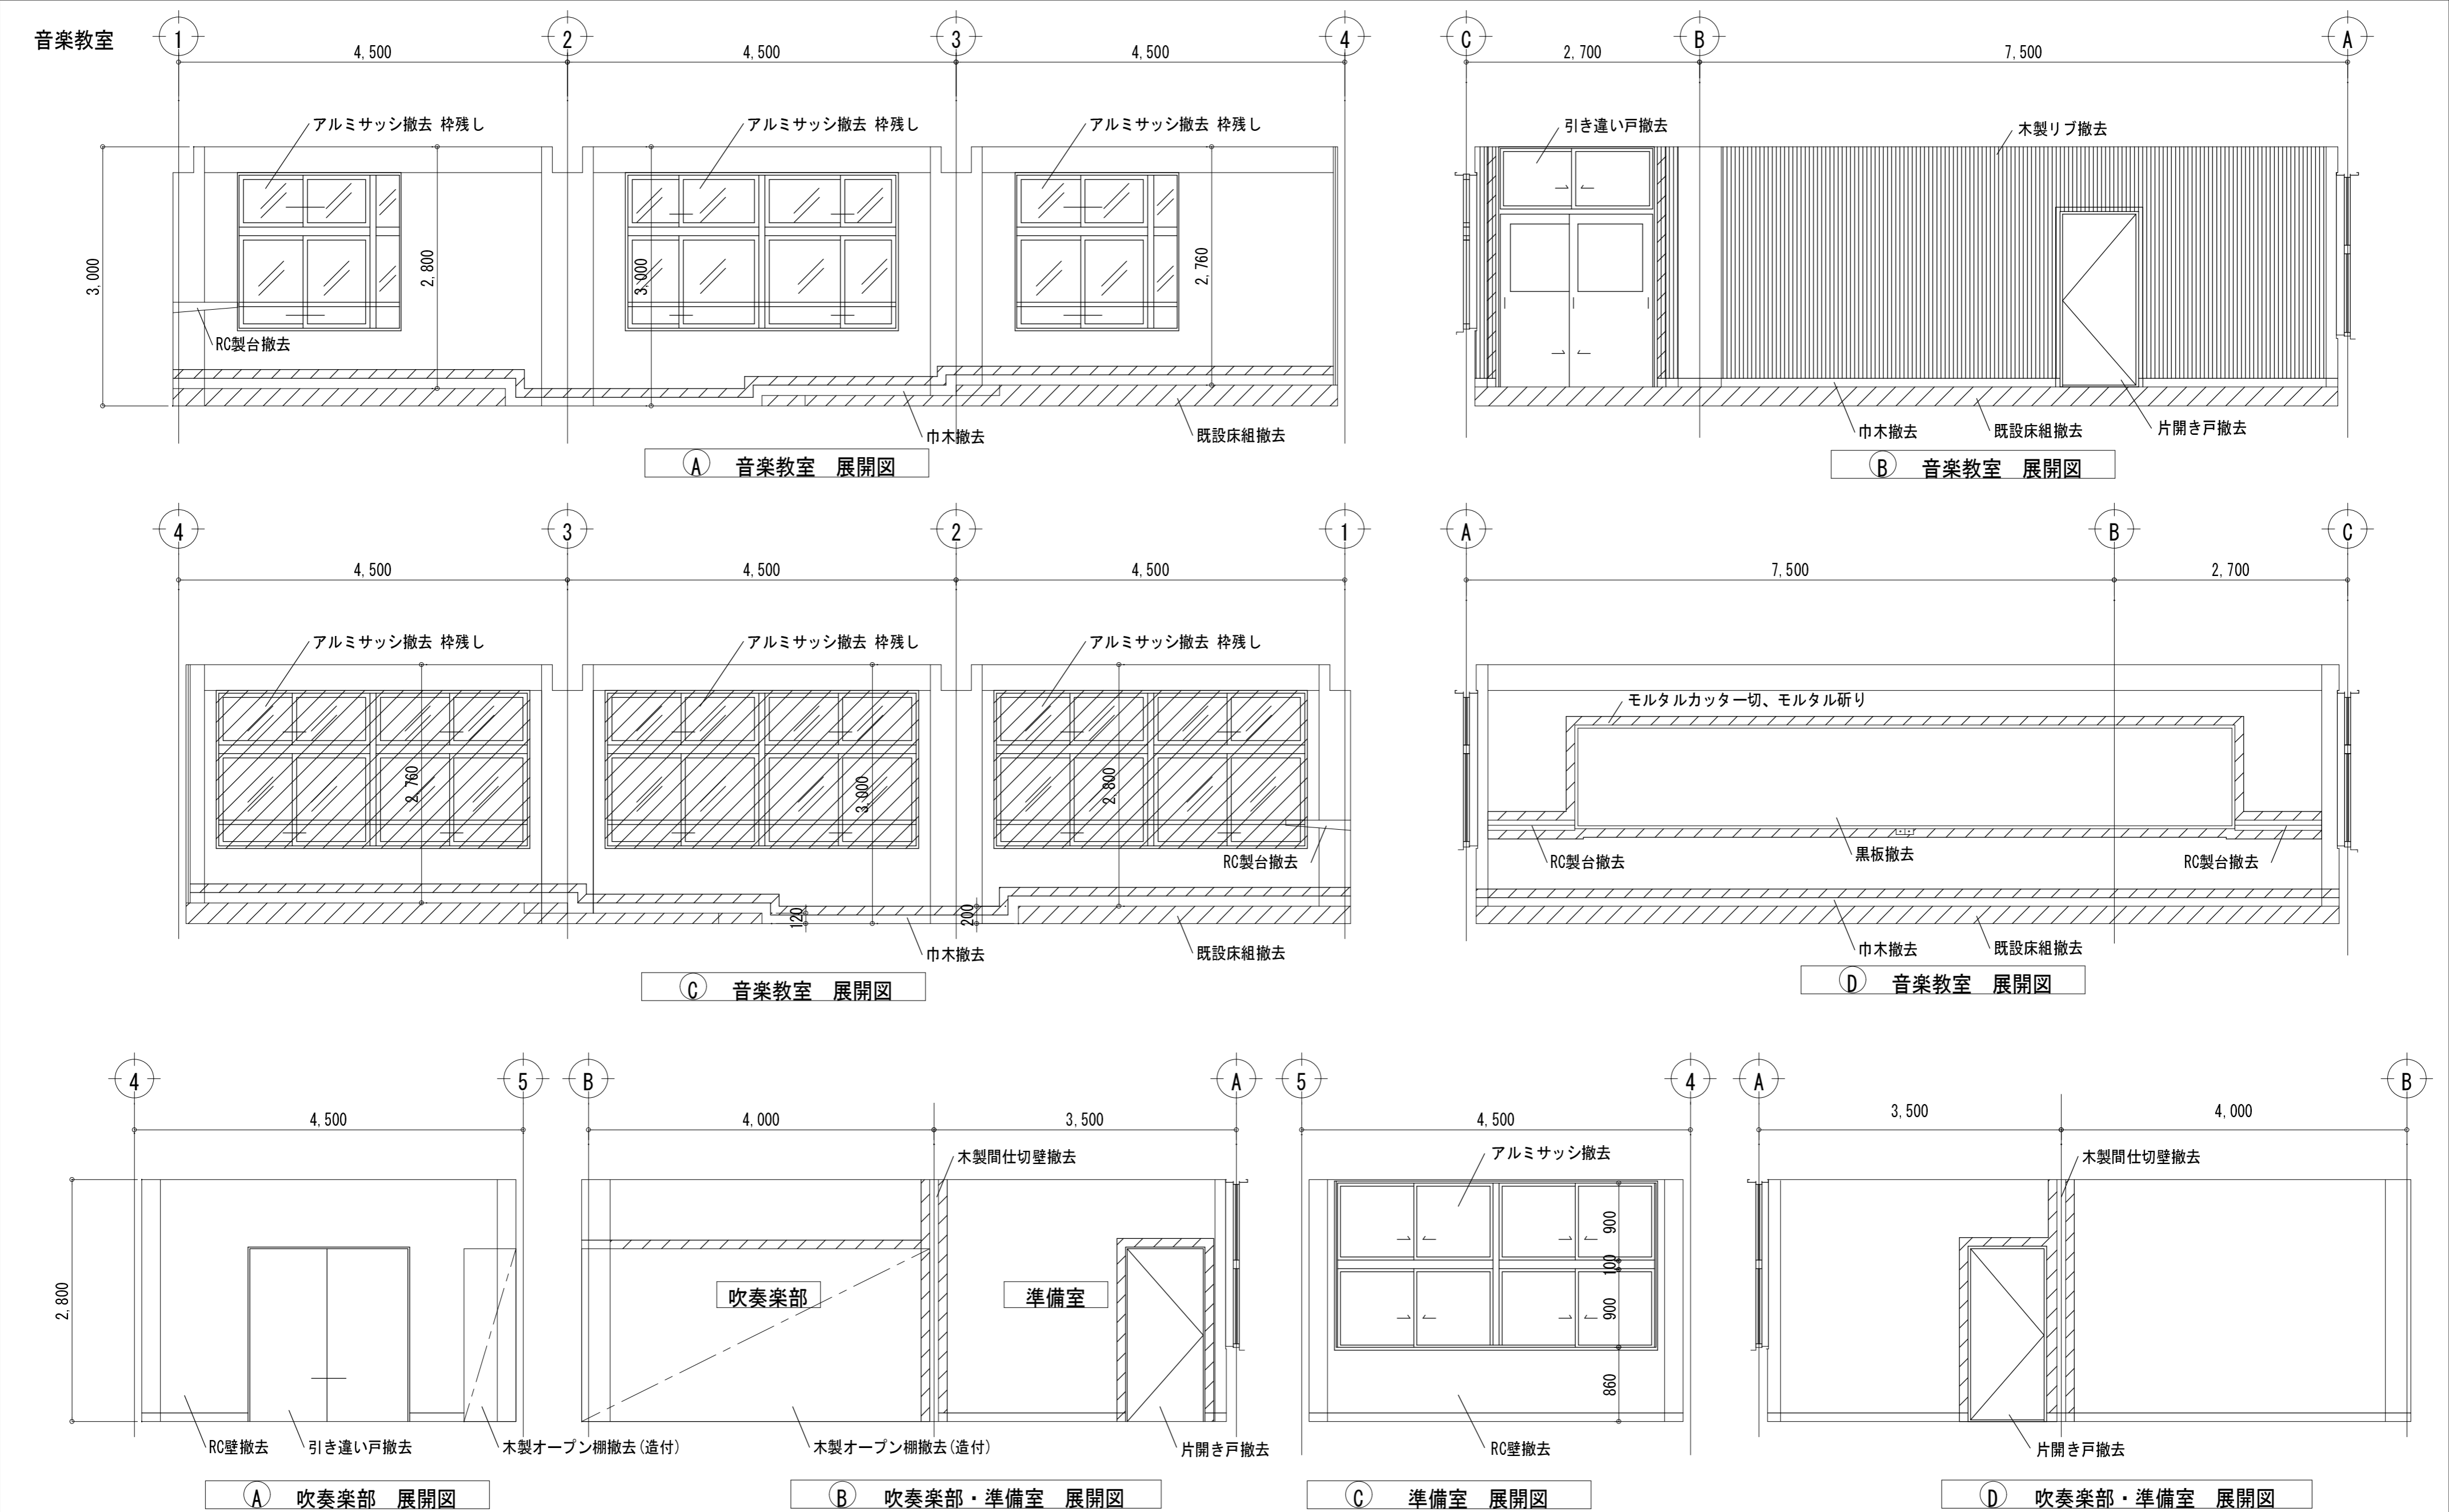 音楽教室
1 2 3 4
4,500 4,500 4,500
アルミサッシ撤去 枠残し アルミサッシ撤去 枠残し アルミサッシ撤去 枠残し
3,000 2,800 3,000 2,760
RC製台撤去
巾木撤去 既設床組撤去
A 音楽教室 展開図
C B A
2,700 7,500
引き違い戸撤去 木製リブ撤去
巾木撤去 既設床組撤去 片開き戸撤去
B 音楽教室 展開図
4 3 2 1
4,500 4,500 4,500
アルミサッシ撤去 枠残し アルミサッシ撤去 枠残し アルミサッシ撤去 枠残し
2,760 3,000 2,800
RC製台撤去
120 200
巾木撤去 既設床組撤去
C 音楽教室 展開図
A B C
7,500 2,700
モルタルカッター切、モルタル斫り
RC製台撤去 黒板撤去 RC製台撤去
巾木撤去 既設床組撤去
D 音楽教室 展開図
4 5
4,500
2,800
RC壁撤去 引き違い戸撤去 木製オープン棚撤去(造付)
A 吹奏楽部 展開図
B A
4,000 3,500
木製間仕切壁撤去
吹奏楽部 準備室
木製オープン棚撤去(造付) 片開き戸撤去
B 吹奏楽部・準備室 展開図
5 4
4,500
アルミサッシ撤去
900
100
900
860
RC壁撤去
C 準備室 展開図
A B
3,500 4,000
木製間仕切壁撤去
片開き戸撤去
D 吹奏楽部・準備室 展開図